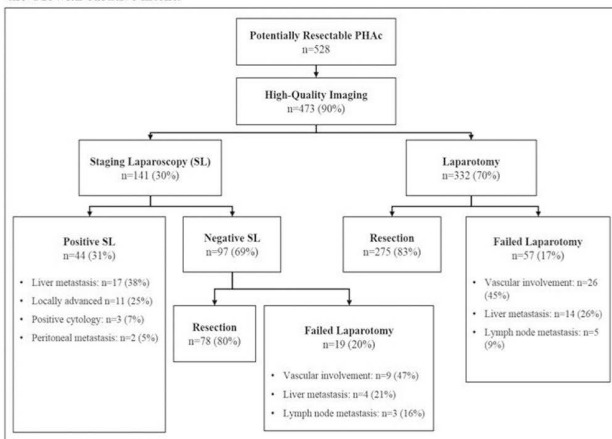 Potentially Resectable PHAc
n=528
High-Quality Imaging
n=473 (90%)
Staging Laparoscopy (SL)
n=141 (30%)
Laparotomy
n=332 (70%)
Positive SL
n=44 (31%)
• Liver metastasis: n=17 (38%)
• Locally advanced n=11 (25%)
• Positive cytology: n=3 (7%)
• Peritoneal metastasis: n=2 (5%)
Negative SL
n=97 (69%)
Resection
n=275 (83%)
Failed Laparotomy
n=57 (17%)
• Vascular involvement: n=26
(45%)
• Liver metastasis: n=14 (26%)
• Lymph node metastasis: n=5
(9%)
Resection
n=78 (80%)
Failed Laparotomy
n=19 (20%)
• Vascular involvement: n=9 (47%)
• Liver metastasis: n=4 (21%)
• Lymph node metastasis: n=3 (16%)